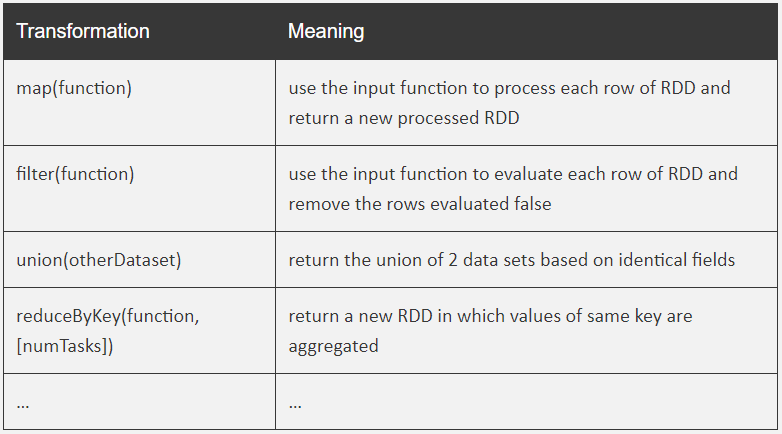 Transformation
Meaning
map(function)
use the input function to process each row of RDD and
return a new processed RDD
filter(function)
use the input function to evaluate each row of RDD and
remove the rows evaluated false
union(otherDataset)
return the union of 2 data sets based on identical fields
reduceByKey(function,
[numTasks])
return a new RDD in which values of same key are
aggregated
...
...